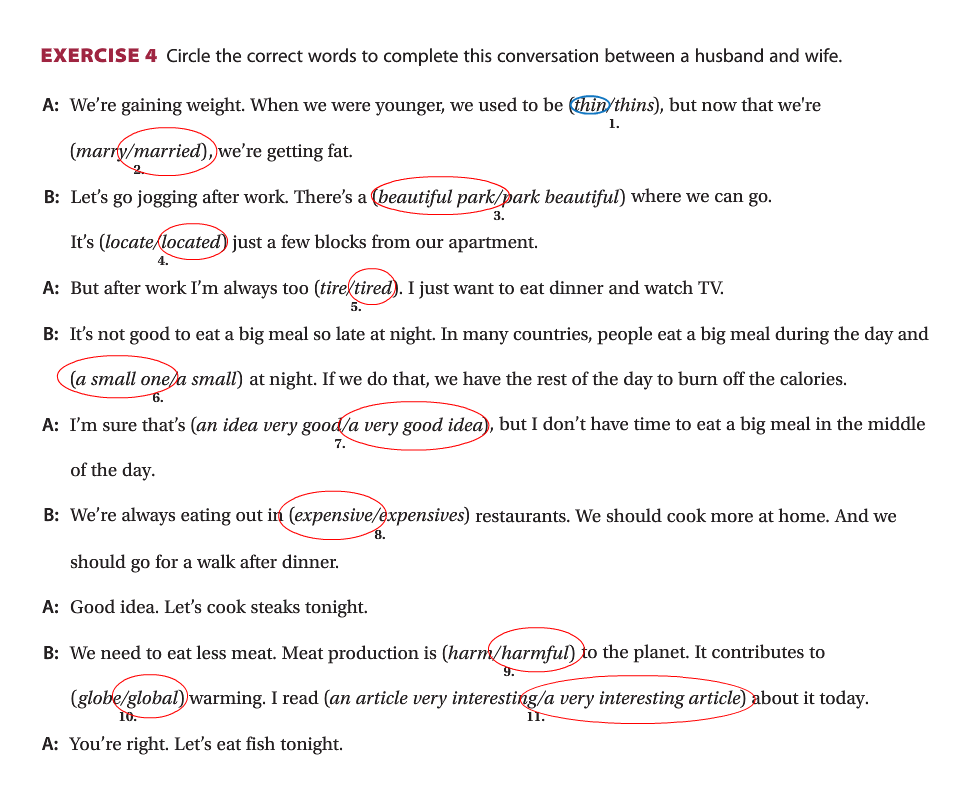 EXERCISE 4 Circle the correct words to complete this conversation between a husband and wife.
A: We're gaining weight. When we were younger, we used to be (thin/thins), but now that we're
1.
(marry/married), we're getting fat.
2.
B: Let's go jogging after work. There's a (beautiful park/park beautiful) where we can go.
3.
It's (locate/located) just a few blocks from our apartment.
4.
A: But after work I'm always too (tire/tired). I just want to eat dinner and watch TV.
5.
B: It's not good to eat a big meal so late at night. In many countries, people eat a big meal during the day and
(a small one/a small) at night. If we do that, we have the rest of the day to burn off the calories.
6.
A: I'm sure that's (an idea very good/a very good idea), but I don't have time to eat a big meal in the middle
7.
of the day.
B: We're always eating out in (expensive/expensives) restaurants. We should cook more at home. And we
8.
should go for a walk after dinner.
A: Good idea. Let's cook steaks tonight.
B: We need to eat less meat. Meat production is (harm/harmful) to the planet. It contributes to
9.
(globe/global) warming. I read (an article very interesting/a very interesting article) about it today.
10. 11.
A: You're right. Let's eat fish tonight.